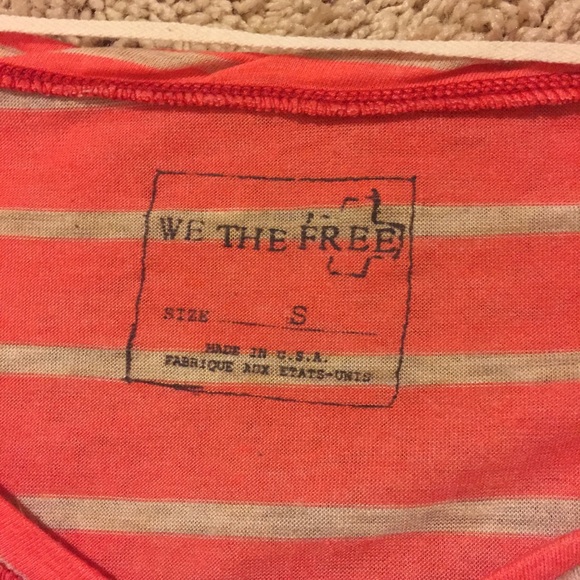 WE THE FREE
SIZE S
MADE IN U.S.A.
FABRIQUE AUX ETATS-UNIS